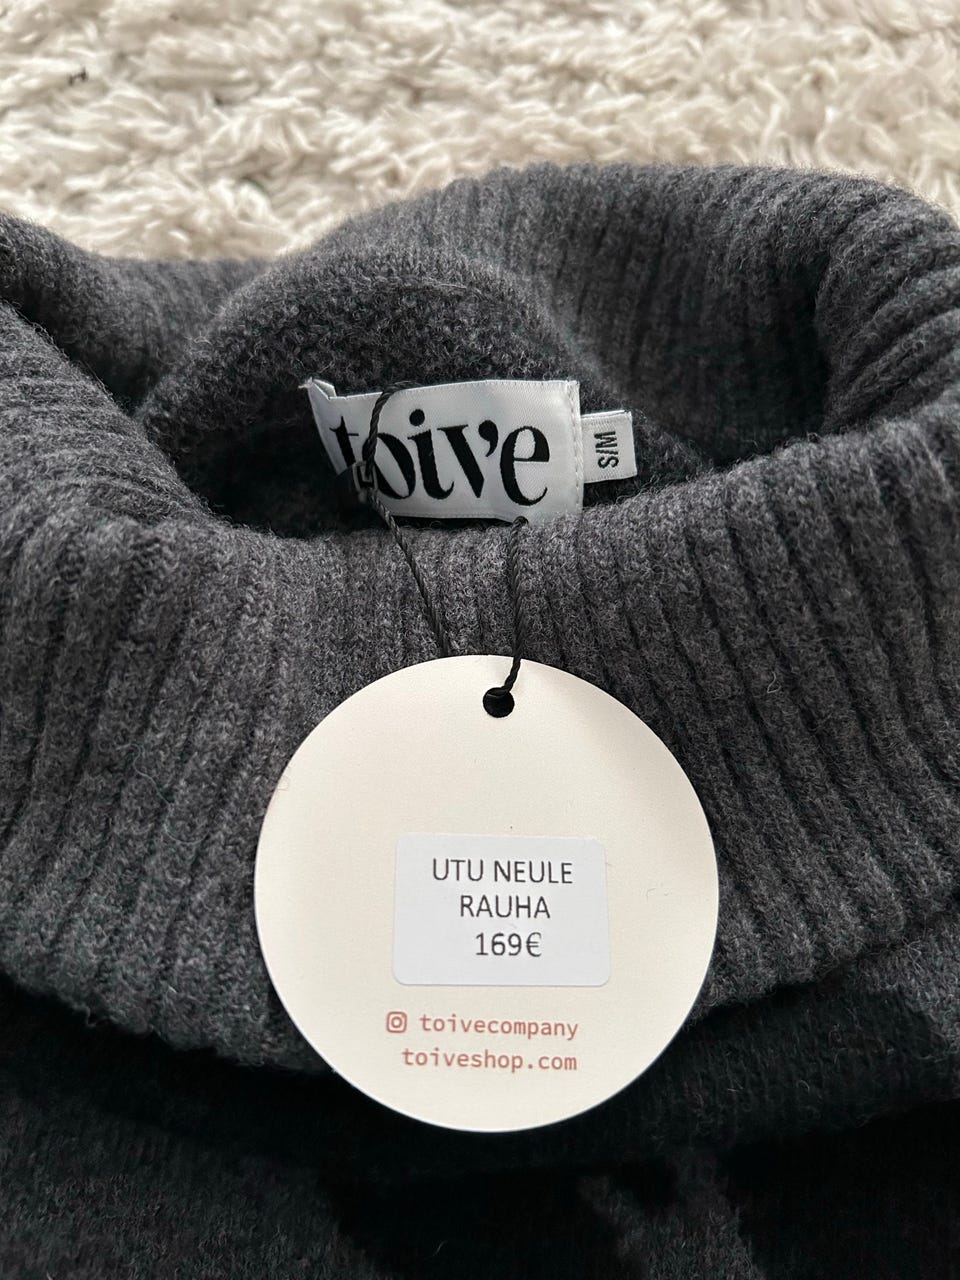 toive
S/M
UTU NEULE
RAUHA
169€
toivecompany
toiveshop.com